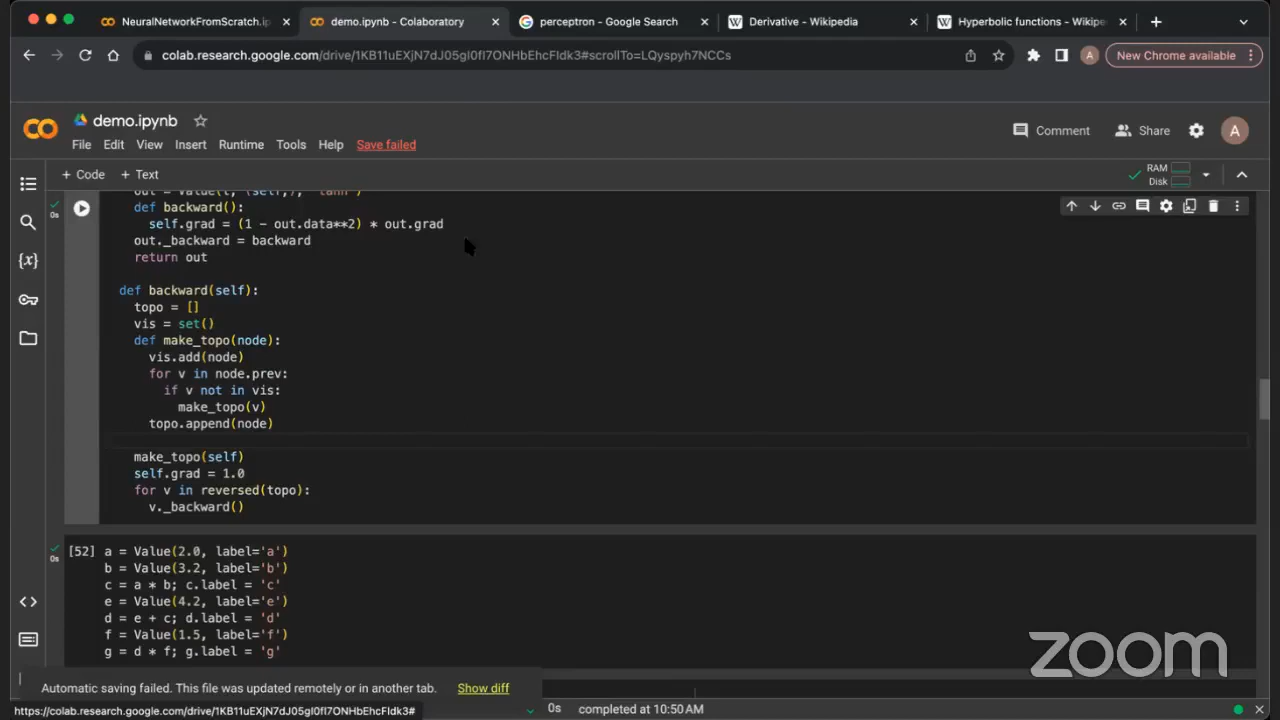 NeuralNetworkFromScratch.ip
demo.ipynb - Colaboratory
perceptron - Google Search
Derivative - Wikipedia
Hyperbolic functions - Wikipe
colab.research.google.com/drive/1KB11uEXjN7dJ05gI0fI7ONHbEhcFIdk3#scrollTo=LQyspyh7NCCs
New Chrome available
demo.ipynb
Comment
Share
A
File Edit View Insert Runtime Tools Help Save failed
+ Code + Text
RAM
Disk
out = Value(t, (self,), 'tanh')
0s
def backward():
self.grad = (1 - out.data**2) * out.grad
out._backward = backward
return out
def backward(self):
topo = []
vis = set()
def make_topo(node):
vis.add(node)
for v in node.prev:
if v not in vis:
make_topo(v)
topo.append(node)
make_topo(self)
self.grad = 1.0
for v in reversed(topo):
v._backward()
[52] a = Value(2.0, label='a')
0s
b = Value(3.2, label='b')
c = a * b; c.label = 'c'
e = Value(4.2, label='e')
d = e + c; d.label = 'd'
f = Value(1.5, label='f')
g = d * f; g.label = 'g'
zoom
Automatic saving failed. This file was updated remotely or in another tab. Show diff
https://colab.research.google.com/drive/1KB11uEXjN7dJ05gI0fI7ONHbEhcFIdk3#
0s completed at 10:50 AM